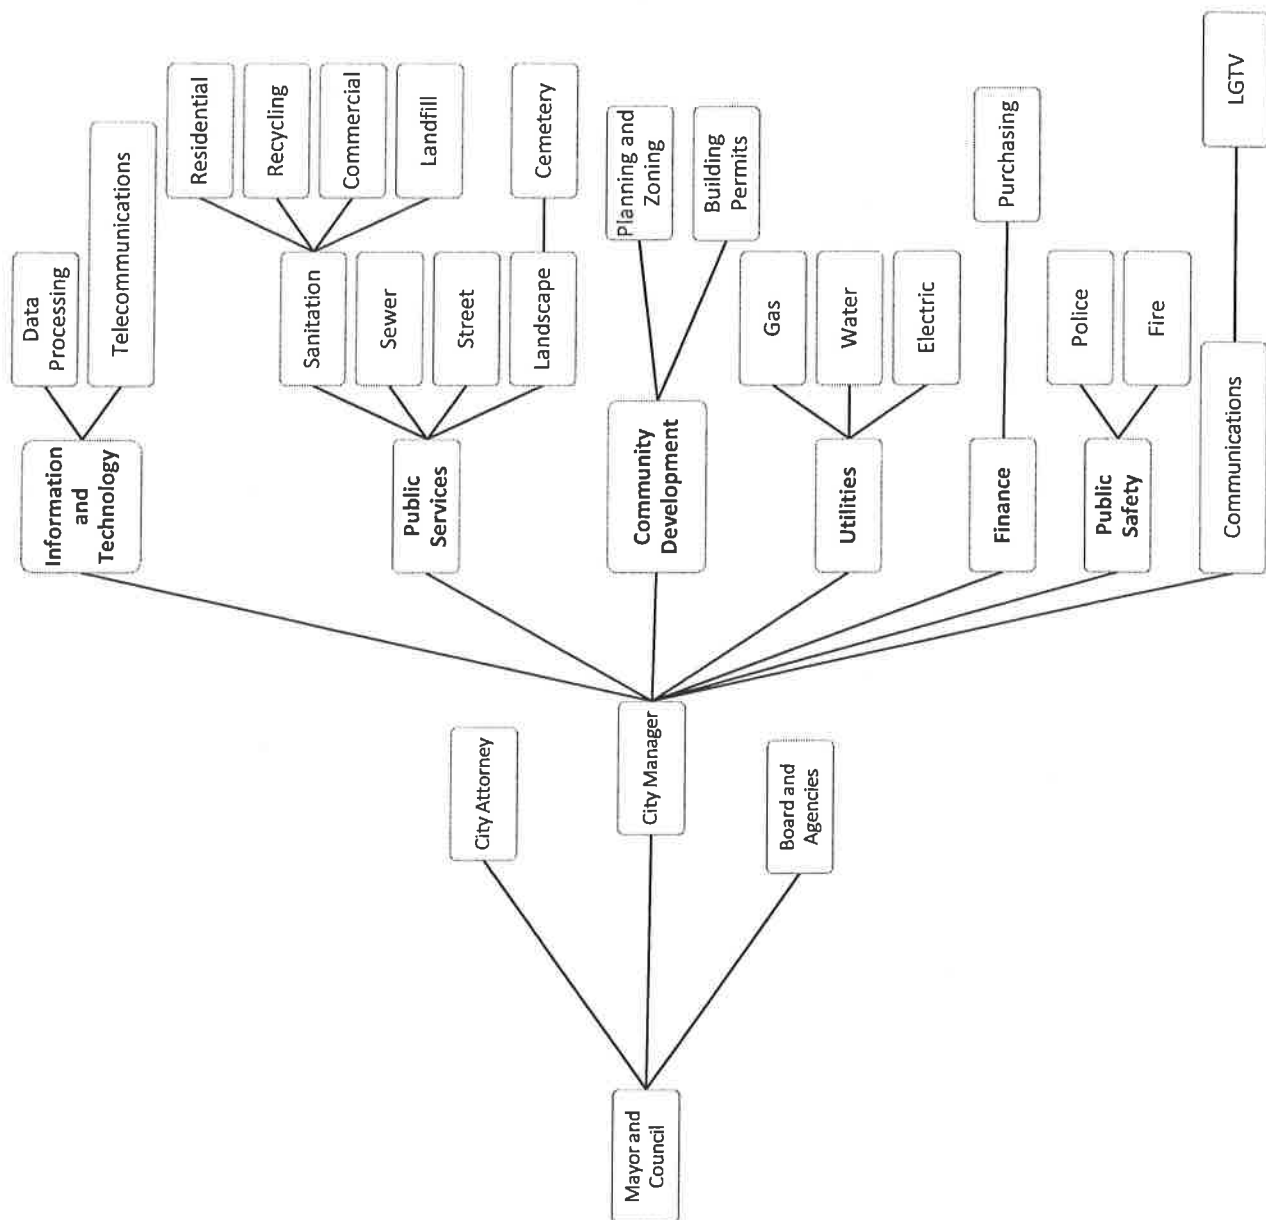 Mayor and
Council
Board and
Agencies
City Manager
City Attorney
Communications
Public
Safety
Finance
Utilities
Community
Development
Public
Services
Information
and
Technology
LGTV
Fire
Police
Purchasing
Electric
Water
Gas
Building
Permits
Planning and
Zoning
Landscape
Street
Sewer
Sanitation
Telecommunications
Data
Processing
Cemetery
Landfill
Commercial
Recycling
Residential